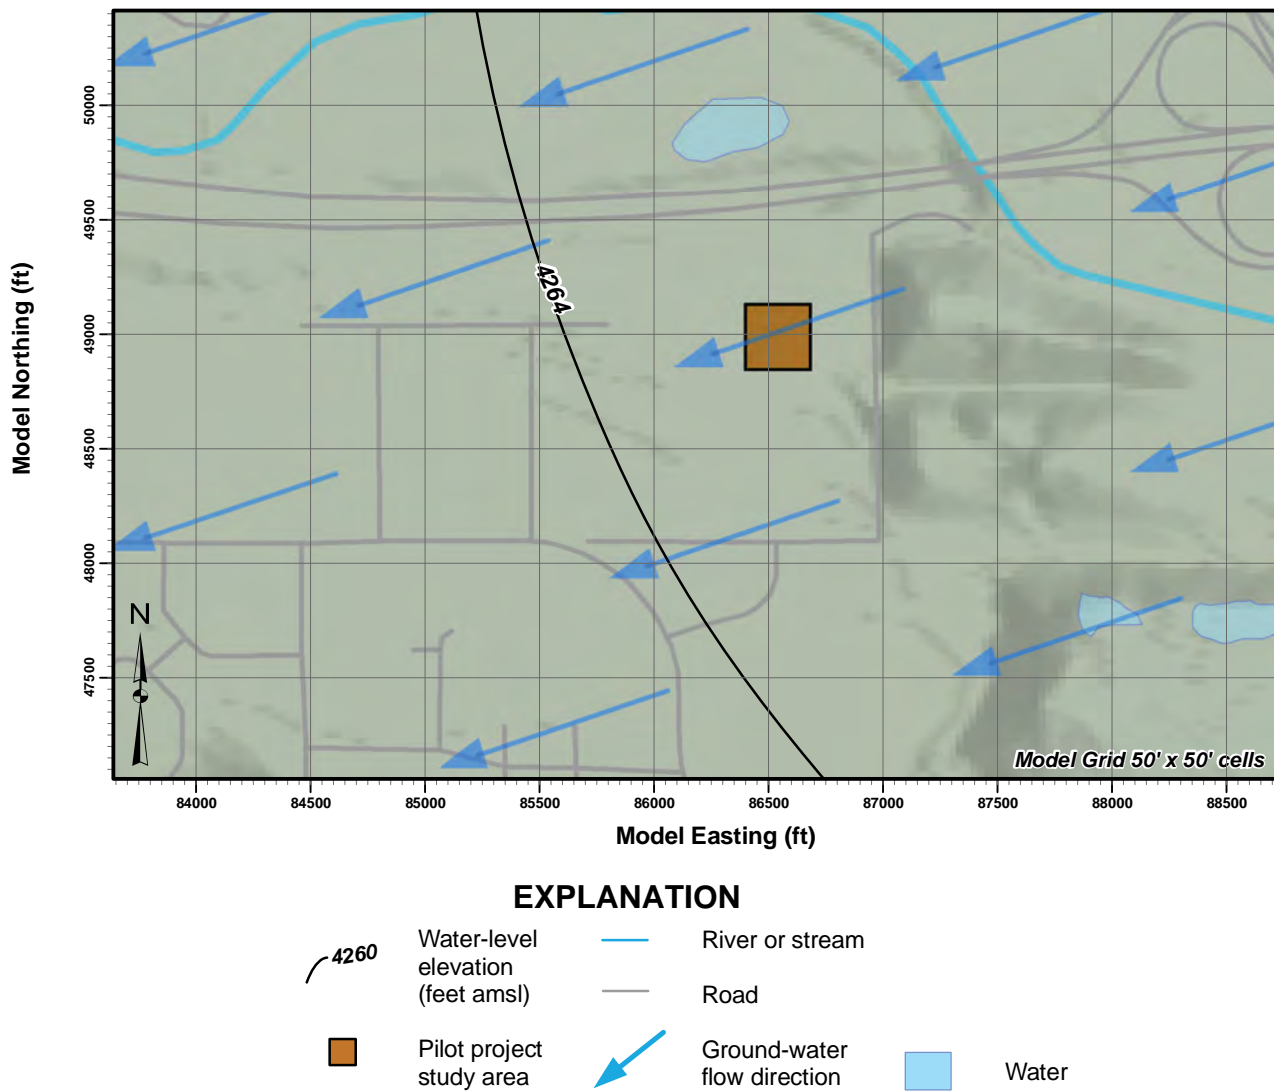 Model Northing (ft)
50000
49500
49000
48500
48000
47500
4264
N
Model Grid 50' x 50' cells
84000 84500 85000 85500 86000 86500 87000 87500 88000 88500
Model Easting (ft)
EXPLANATION
4260
Water-level
elevation
(feet amsl)
River or stream
Road
Pilot project
study area
Ground-water
flow direction
Water